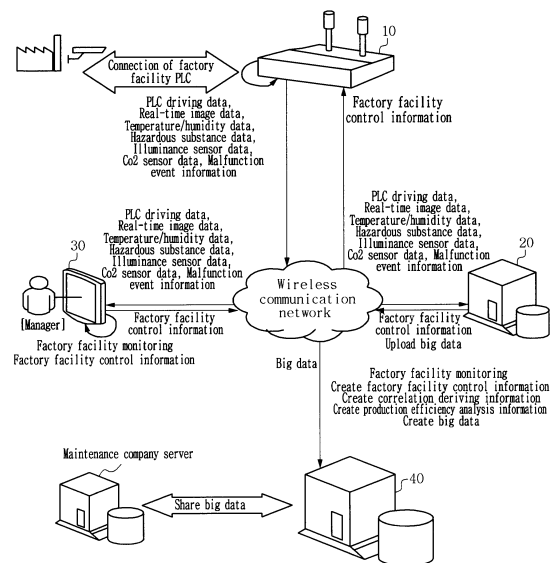 10
Connection of factory
facility PLC
Factory facility
control information
PLC driving data,
Real-time image data,
Temperature/humidity data,
Hazardous substance data,
Illuminance sensor data,
Co2 sensor data, Malfunction
event information
PLC driving data,
Real-time image data,
Temperature/humidity data,
Hazardous substance data,
Illuminance sensor data,
Co2 sensor data, Malfunction
event information
30
[Manager]
Factory facility
control information
Factory facility monitoring
Factory facility control information
Wireless
communication
network
PLC driving data,
Real-time image data,
Temperature/humidity data,
Hazardous substance data,
Illuminance sensor data,
Co2 sensor data, Malfunction
event information
20
Factory facility
control information
Upload big data
Big data
Factory facility monitoring
Create factory facility control information
Create correlation deriving information
Create production efficiency analysis information
Create big data
Maintenance company server
Share big data
40